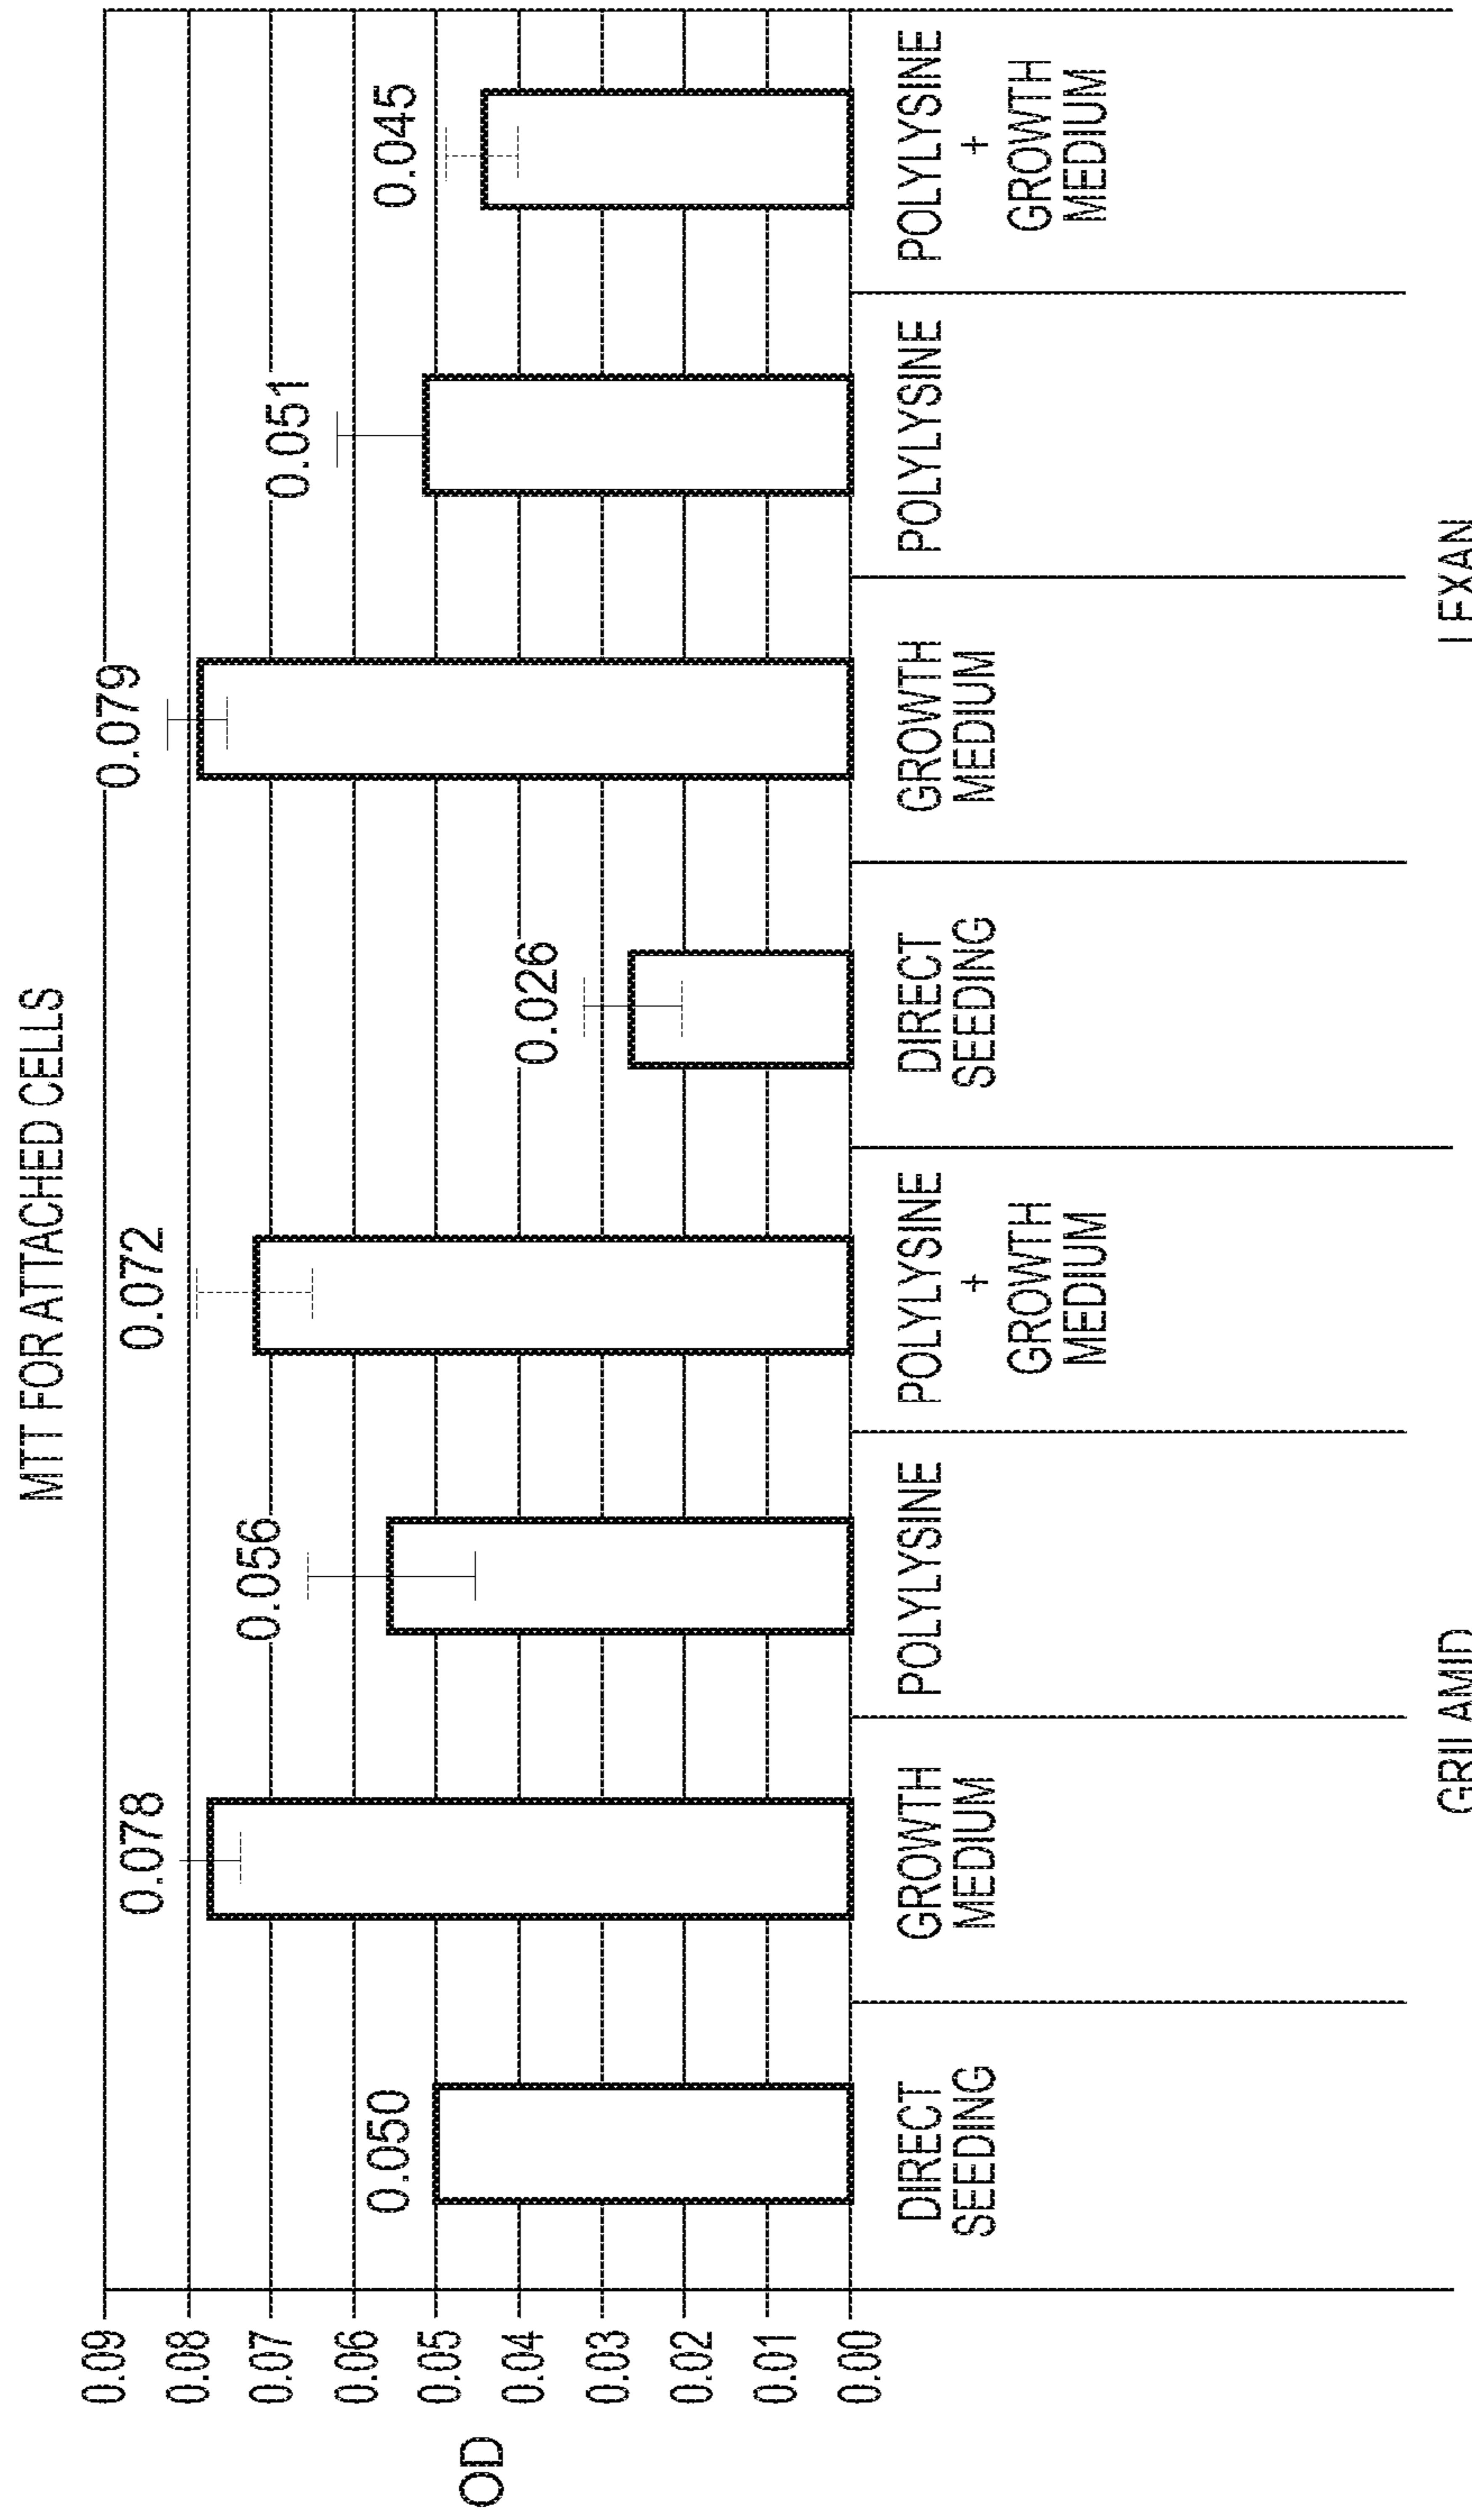 MTT FOR ATTACHED CELLS
OD
0.09
0.08
0.07
0.06
0.05
0.04
0.03
0.02
0.01
0.00
0.050
0.078
0.056
0.072
0.026
0.079
0.051
0.045
DIRECT
SEEDING
GROWTH
MEDIUM
POLYLYSINE
POLYLYSINE
+
GROWTH
MEDIUM
DIRECT
SEEDING
GROWTH
MEDIUM
POLYLYSINE
POLYLYSINE
+
GROWTH
MEDIUM
GRILAMID
LEXAN